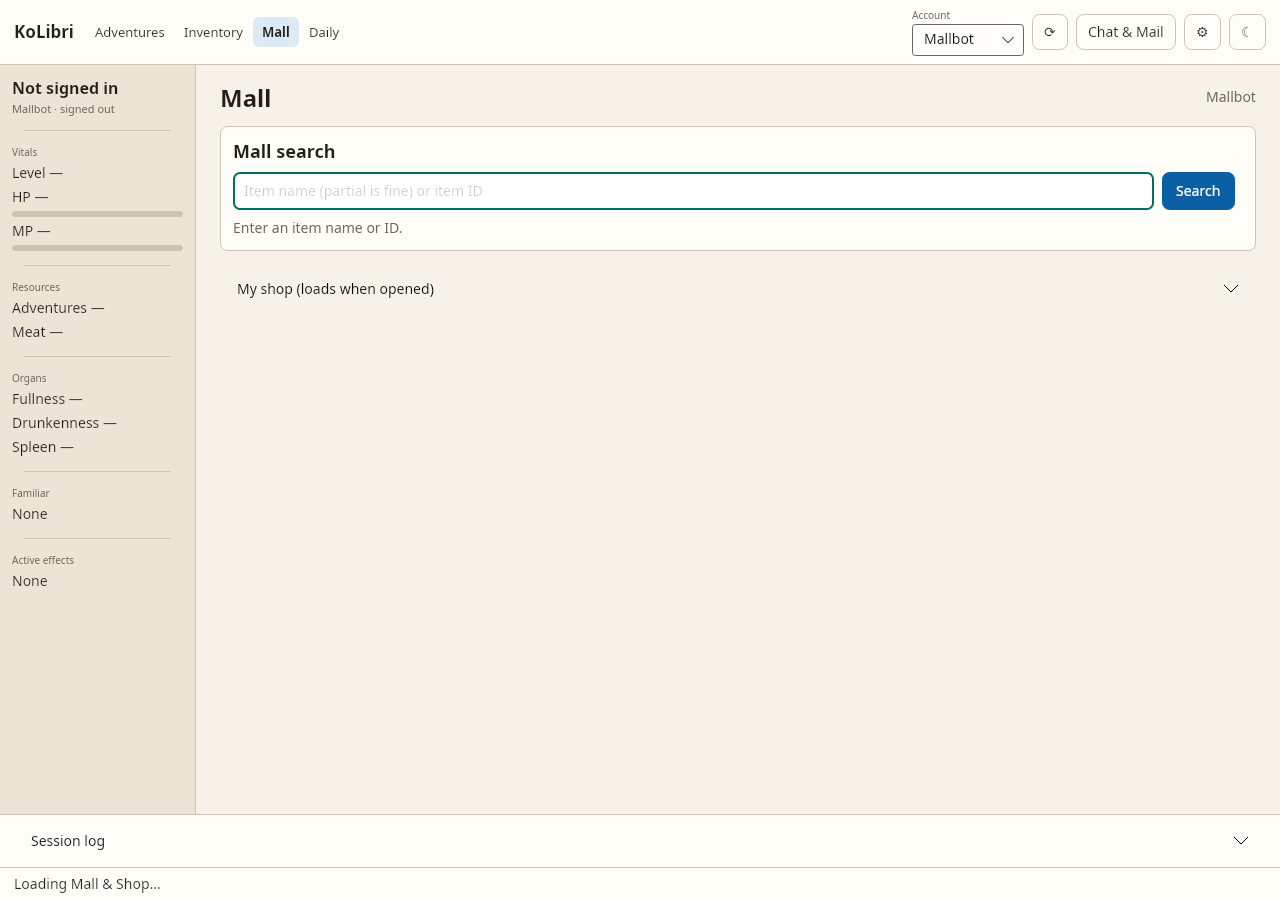 KoLibri
Adventures
Inventory
Mall
Daily
Account
Mallbot
⟳
Chat & Mail
⚙
☾
Not signed in
Mallbot · signed out
Vitals
Level —
HP —
MP —
Resources
Adventures —
Meat —
Organs
Fullness —
Drunkenness —
Spleen —
Familiar
None
Active effects
None
Mall
Mallbot
Mall search
Item name (partial is fine) or item ID
Search
Enter an item name or ID.
My shop (loads when opened)
Session log
Loading Mall & Shop…